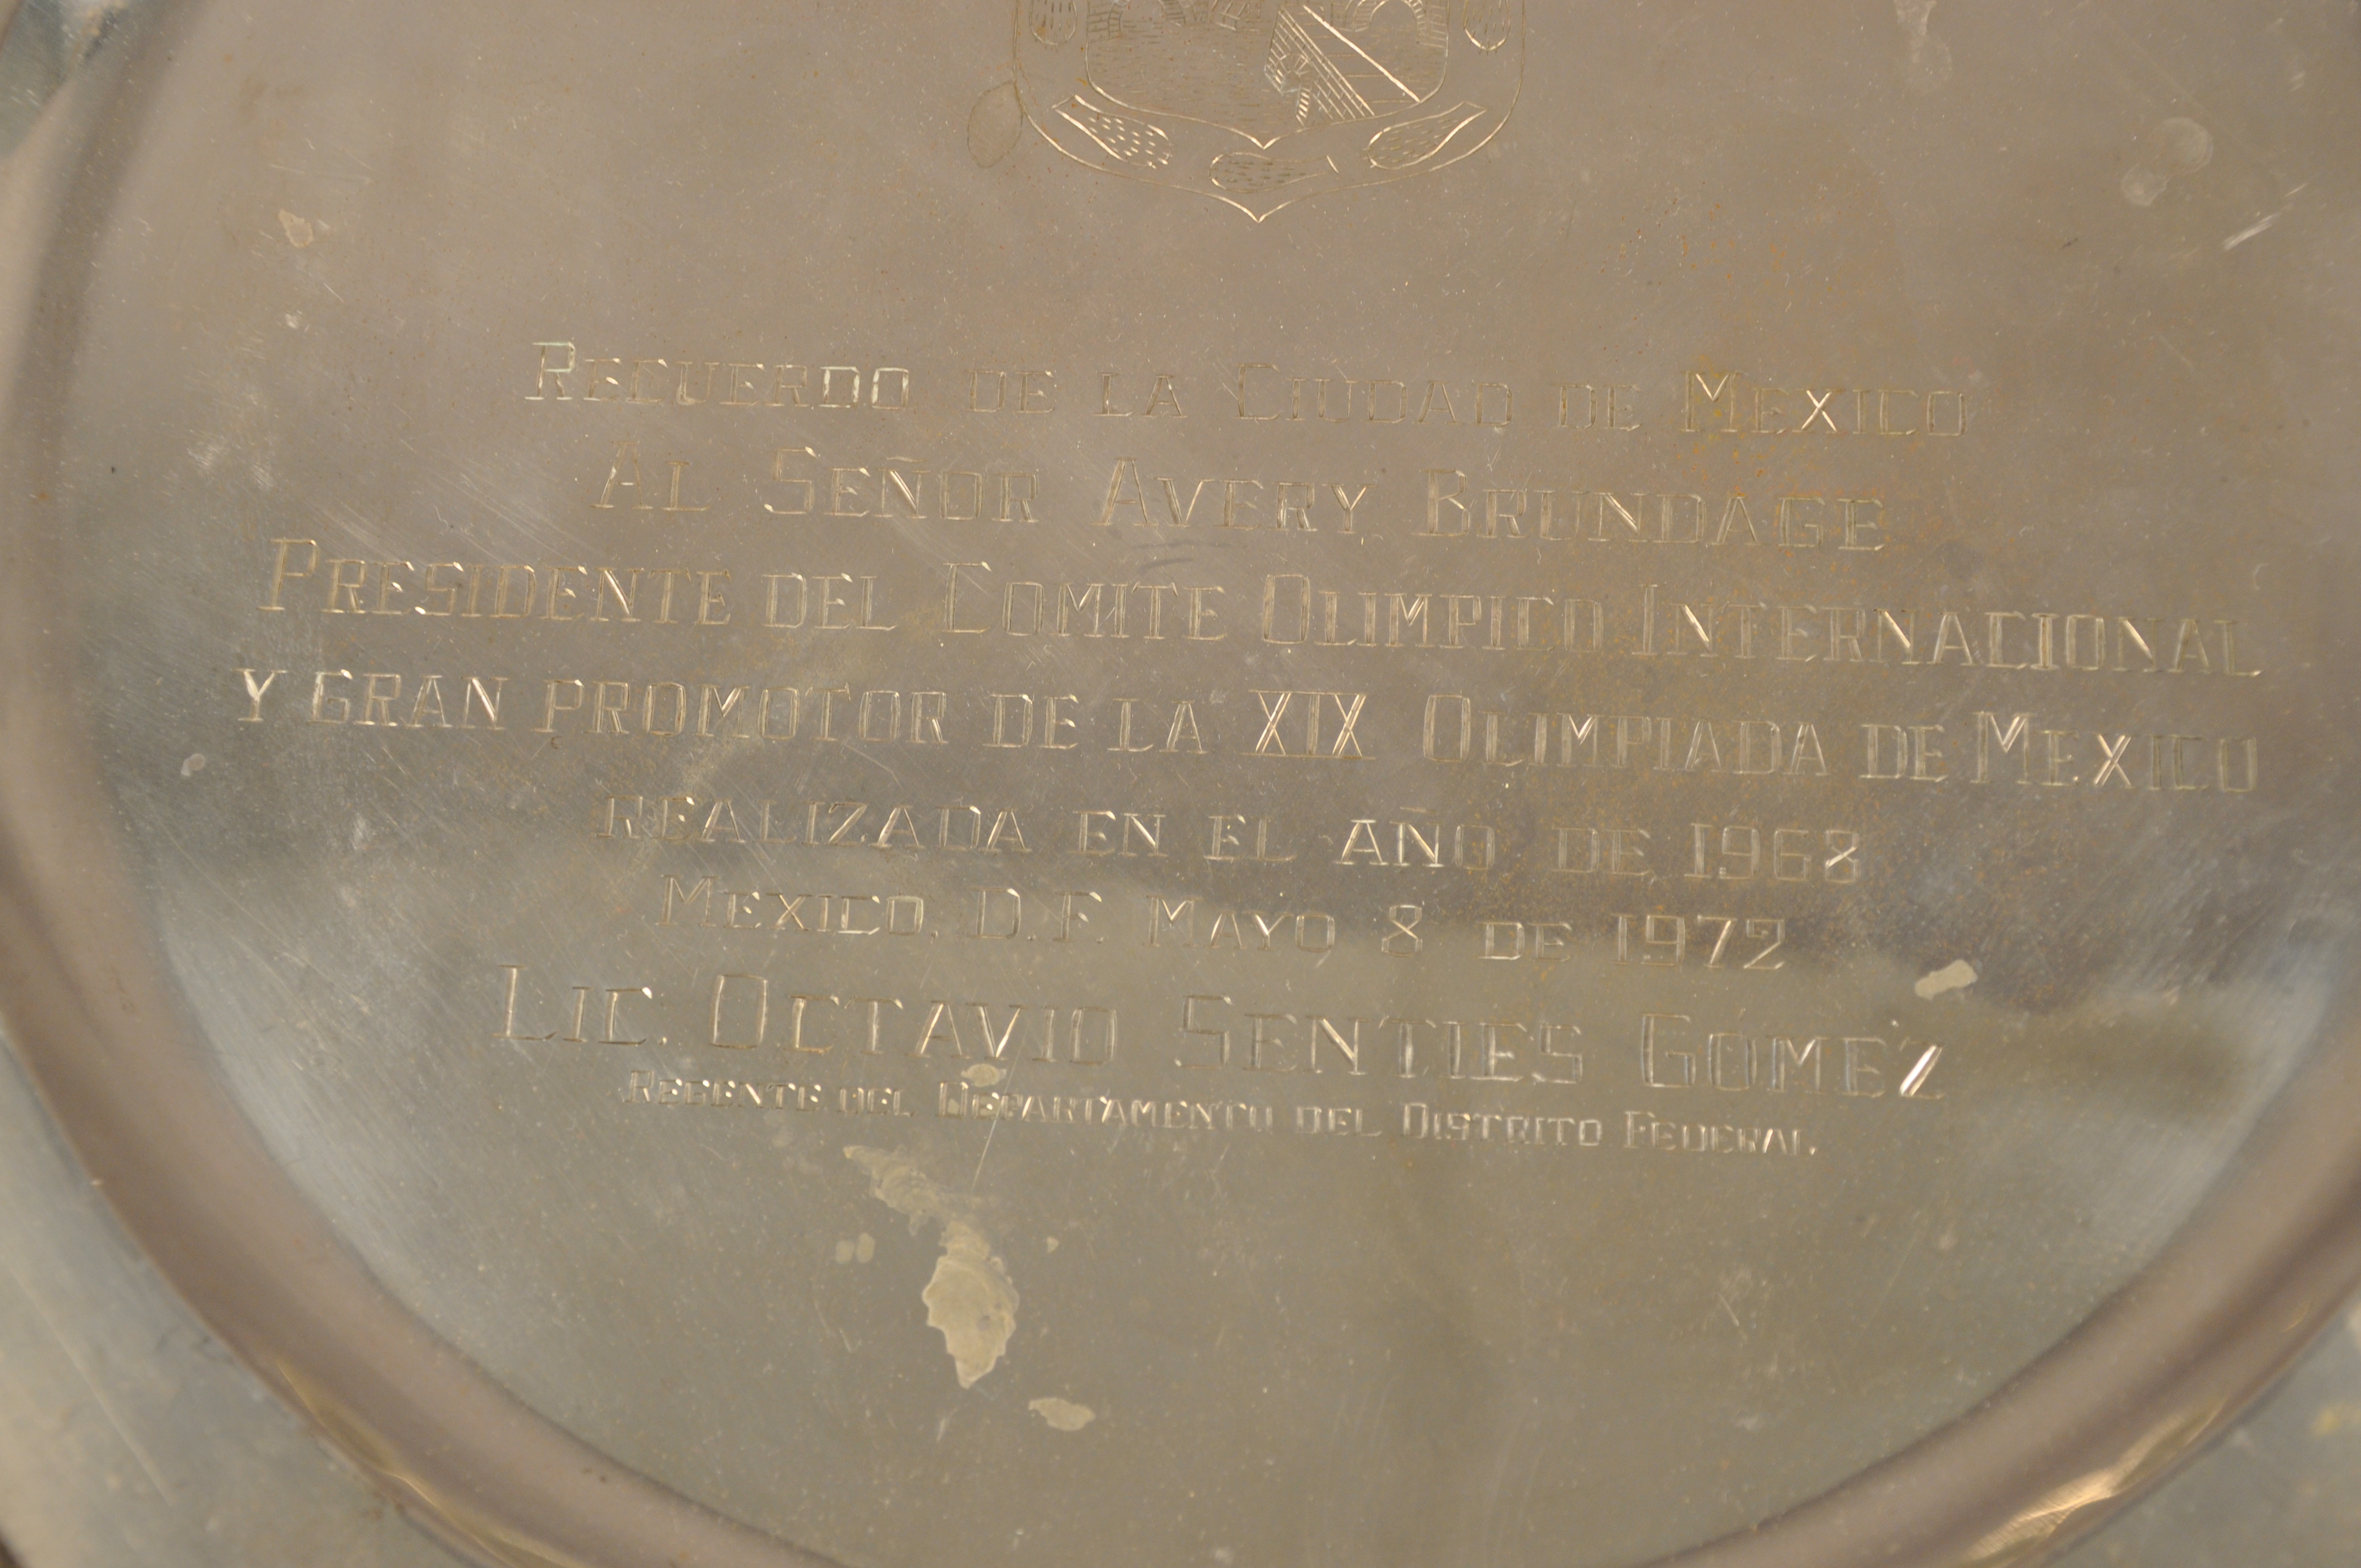 RECUERDO DE LA CIUDAD DE MEXICO
AL SEÑOR AVERY BRUNDAGE
PRESIDENTE DEL COMITE OLIMPICO INTERNACIONAL
Y GRAN PROMOTOR DE LA XIX OLIMPIADA DE MEXICO
REALIZADA EN EL AÑO DE 1968
MEXICO, D.F. MAYO 8 DE 1972
LIC. OCTAVIO SENTIES GOMEZ
REGENTE DEL DEPARTAMENTO DEL DISTRITO FEDERAL.